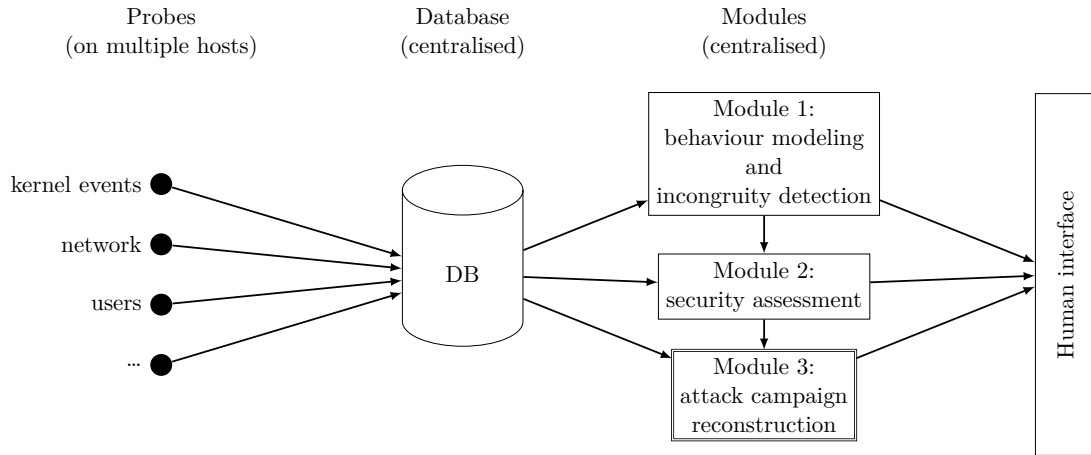 Probes
(on multiple hosts)
Database
(centralised)
Modules
(centralised)
kernel events
network
users
...
DB
Module 1:
behaviour modeling
and
incongruity detection
Module 2:
security assessment
Module 3:
attack campaign
reconstruction
Human interface